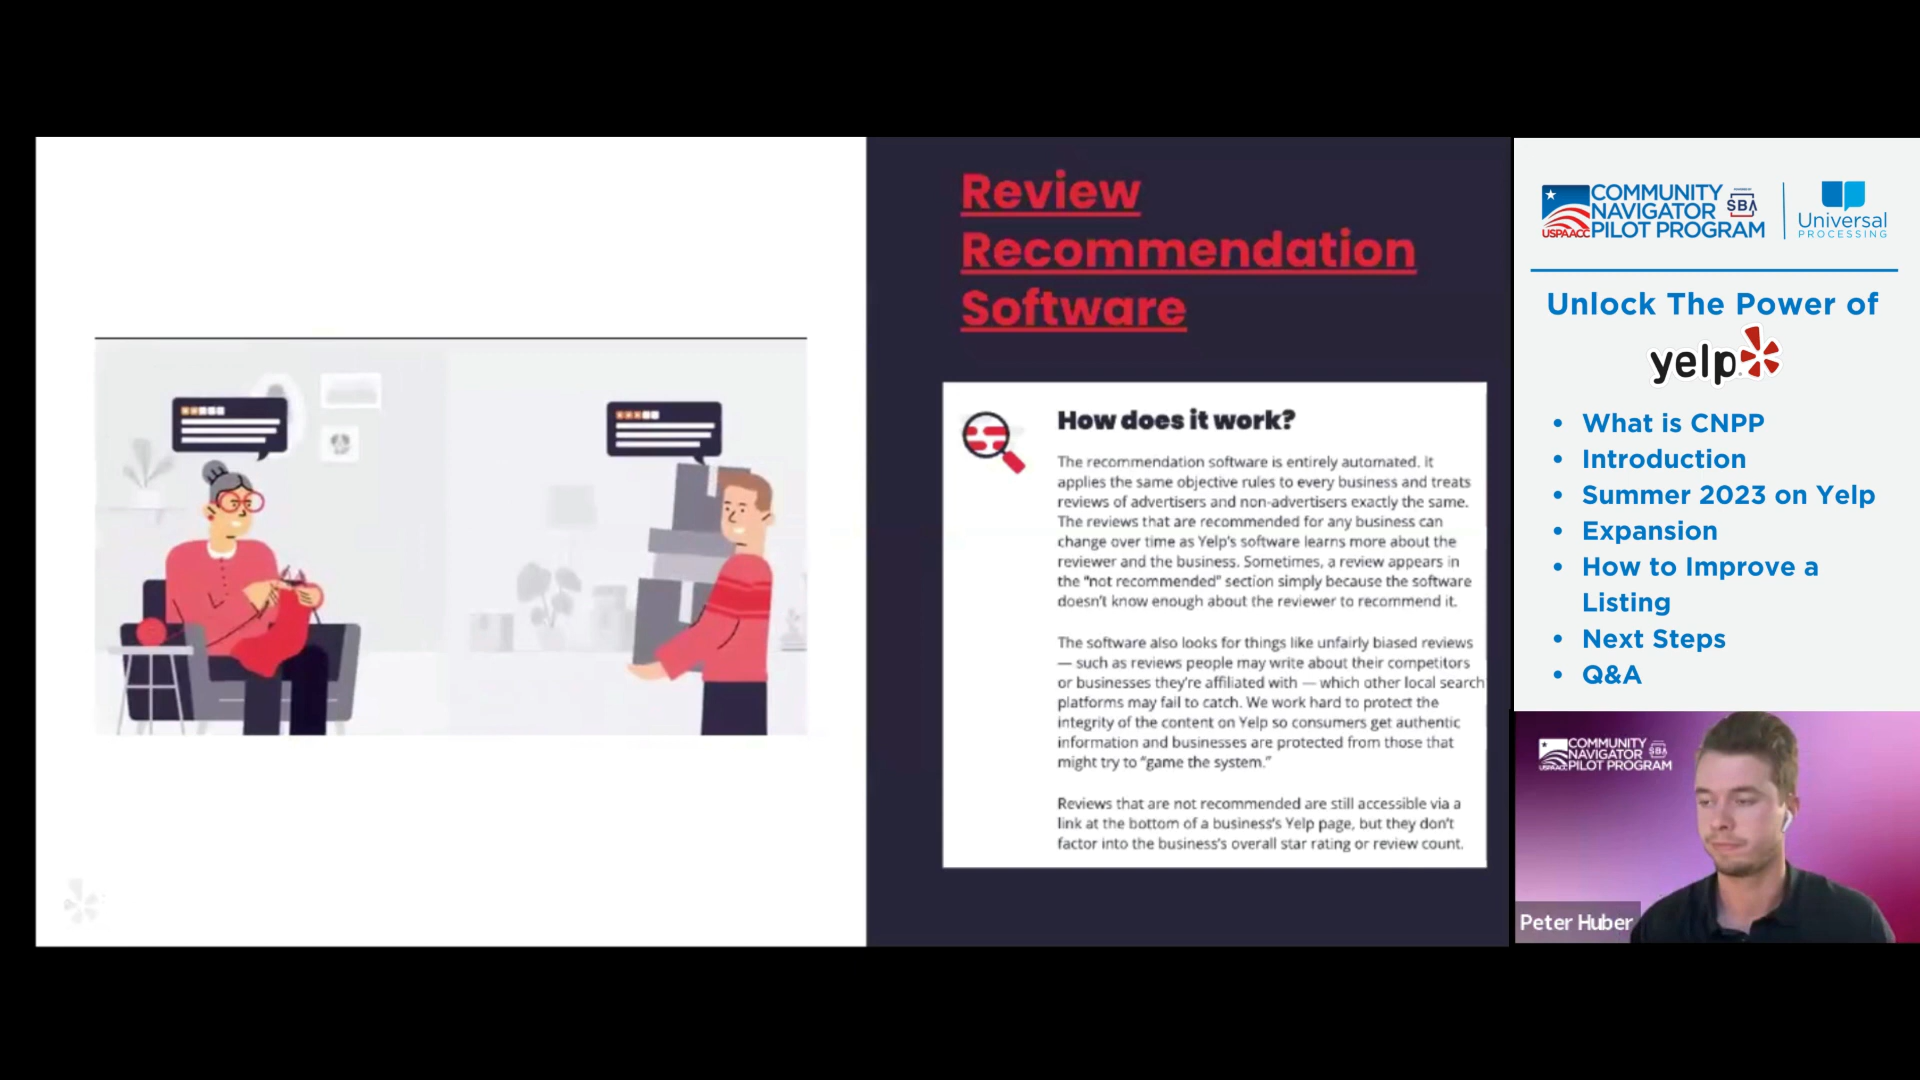 Review
Recommendation
Software
How does it work?
The recommendation software is entirely automated. It
applies the same objective rules to every business and treats
reviews of advertisers and non-advertisers exactly the same.
The reviews that are recommended for any business can
change over time as Yelp's software learns more about the
reviewer and the business. Sometimes, a review appears in
the "not recommended" section simply because the software
doesn't know enough about the reviewer to recommend it.
The software also looks for things like unfairly biased reviews
— such as reviews people may write about their competitors
or businesses they're affiliated with — which other local search
platforms may fail to catch. We work hard to protect the
integrity of the content on Yelp so consumers get authentic
information and businesses are protected from those that
might try to "game the system."
Reviews that are not recommended are still accessible via a
link at the bottom of a business's Yelp page, but they don't
factor into the business's overall star rating or review count.
USPAACC
COMMUNITY
NAVIGATOR
PILOT PROGRAM
SBA
Universal
PROCESSING
Unlock The Power of
yelp
• What is CNPP
• Introduction
• Summer 2023 on Yelp
• Expansion
• How to Improve a
Listing
• Next Steps
• Q&A
USPAACC
COMMUNITY
NAVIGATOR
PILOT PROGRAM
SBA
Peter Huber